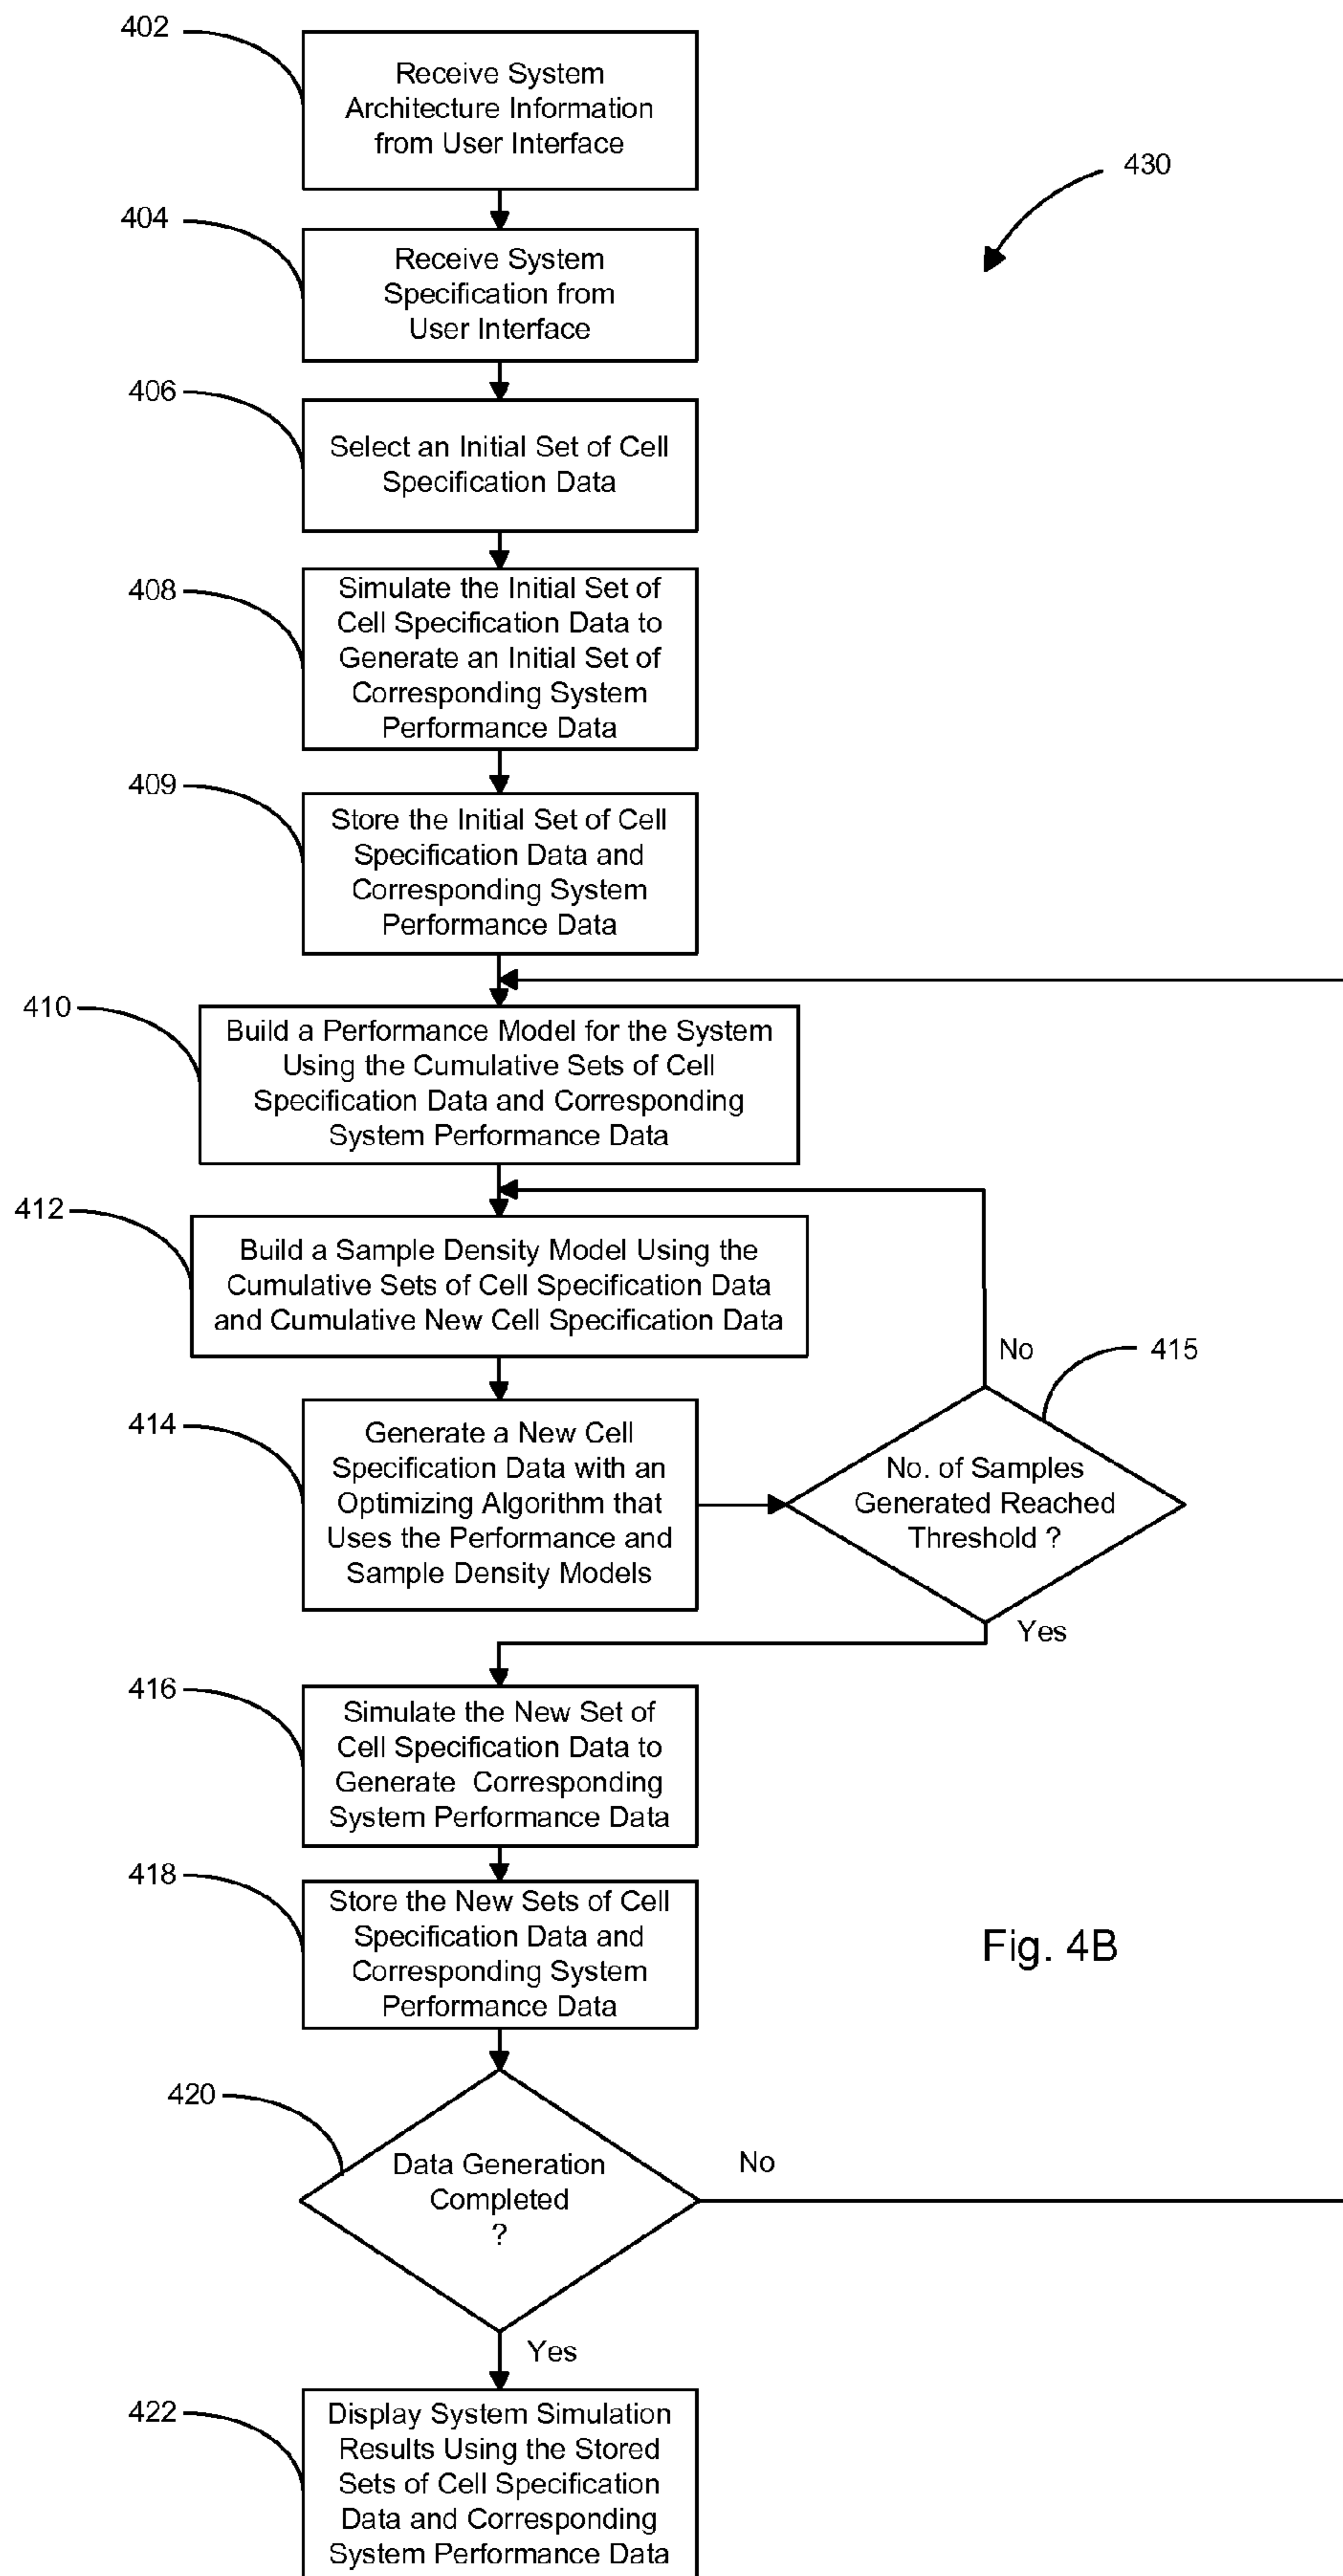 402
Receive System
Architecture Information
from User Interface
430
404
Receive System
Specification from
User Interface
406
Select an Initial Set of Cell
Specification Data
408
Simulate the Initial Set of
Cell Specification Data to
Generate an Initial Set of
Corresponding System
Performance Data
409
Store the Initial Set of Cell
Specification Data and
Corresponding System
Performance Data
410
Build a Performance Model for the System
Using the Cumulative Sets of Cell
Specification Data and Corresponding
System Performance Data
412
Build a Sample Density Model Using the
Cumulative Sets of Cell Specification Data
and Cumulative New Cell Specification Data
No
415
414
Generate a New Cell
Specification Data with an
Optimizing Algorithm that
Uses the Performance and
Sample Density Models
No. of Samples
Generated Reached
Threshold ?
Yes
416
Simulate the New Set of
Cell Specification Data to
Generate Corresponding
System Performance Data
418
Store the New Sets of Cell
Specification Data and
Corresponding System
Performance Data
Fig. 4B
420
Data Generation
Completed
?
No
Yes
422
Display System Simulation
Results Using the Stored
Sets of Cell Specification
Data and Corresponding
System Performance Data